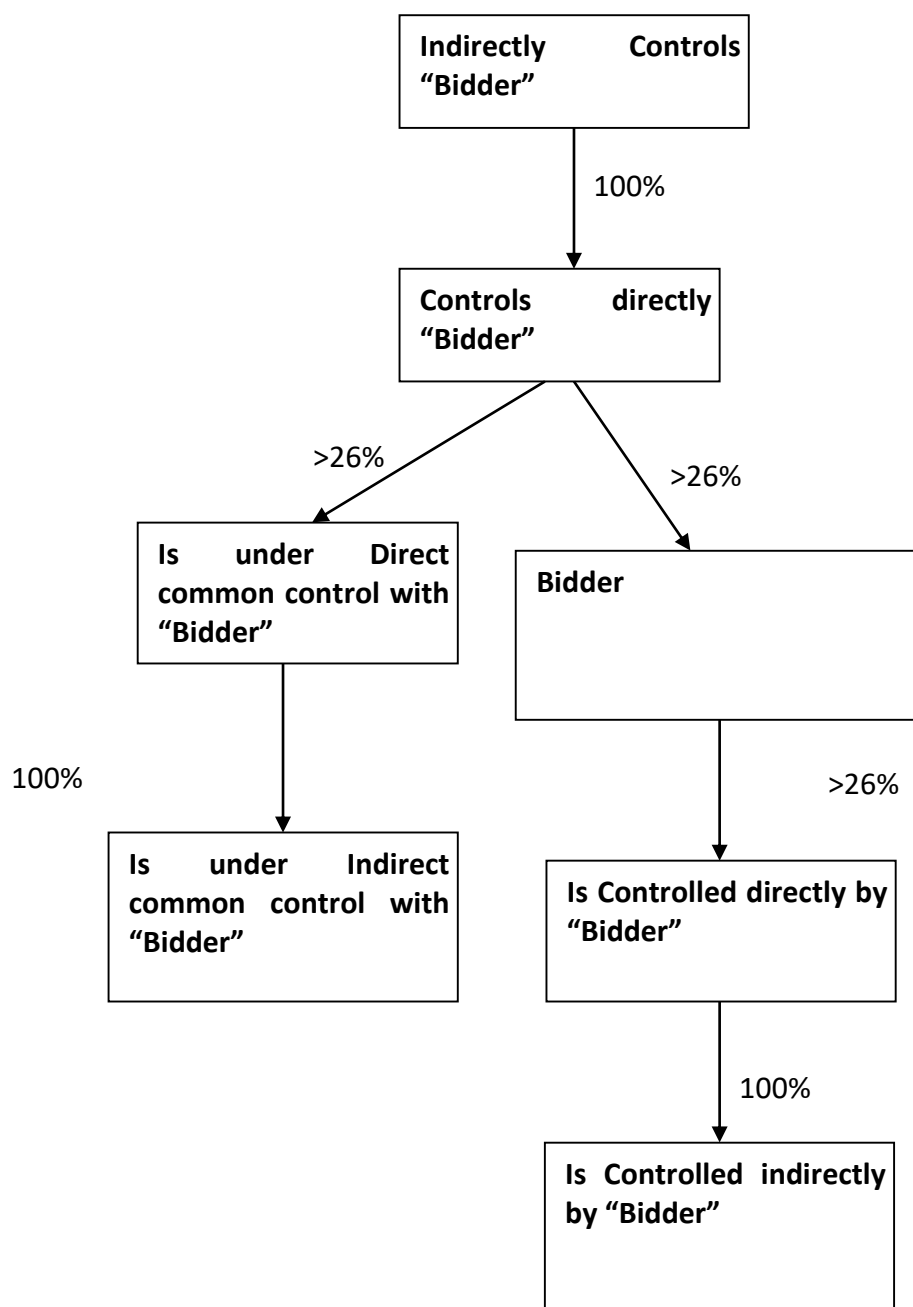 Indirectly Controls
“Bidder”
100%
Controls directly
“Bidder”
>26%
>26%
Is under Direct
common control with
“Bidder”
Bidder
100%
>26%
Is under Indirect
common control with
“Bidder”
Is Controlled directly by
“Bidder”
100%
Is Controlled indirectly
by “Bidder”